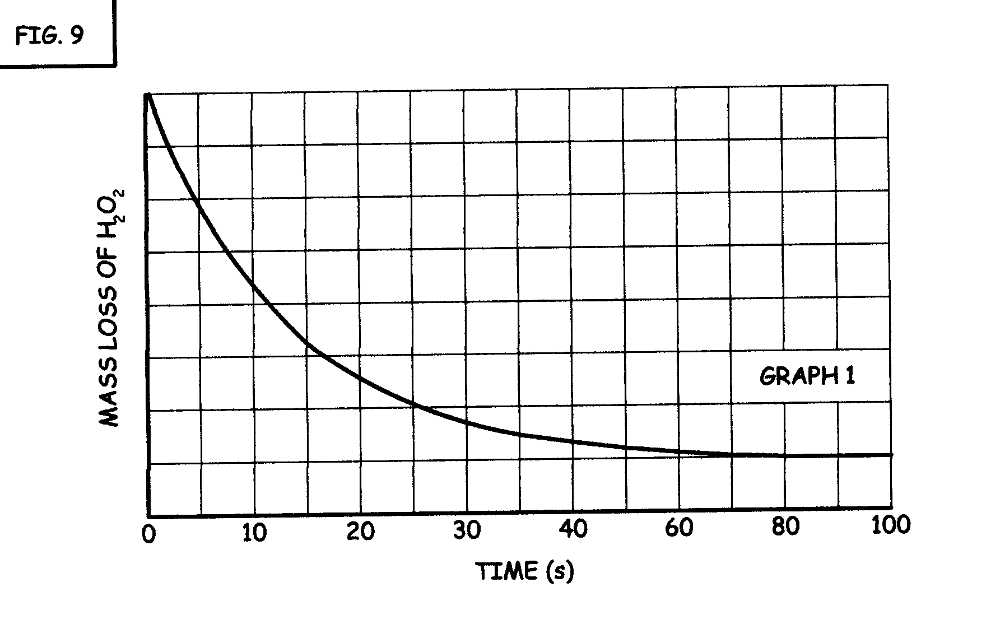 FIG. 9
MASS LOSS OF H₂O₂
GRAPH 1
0 10 20 30 40 60 80 100
TIME (s)